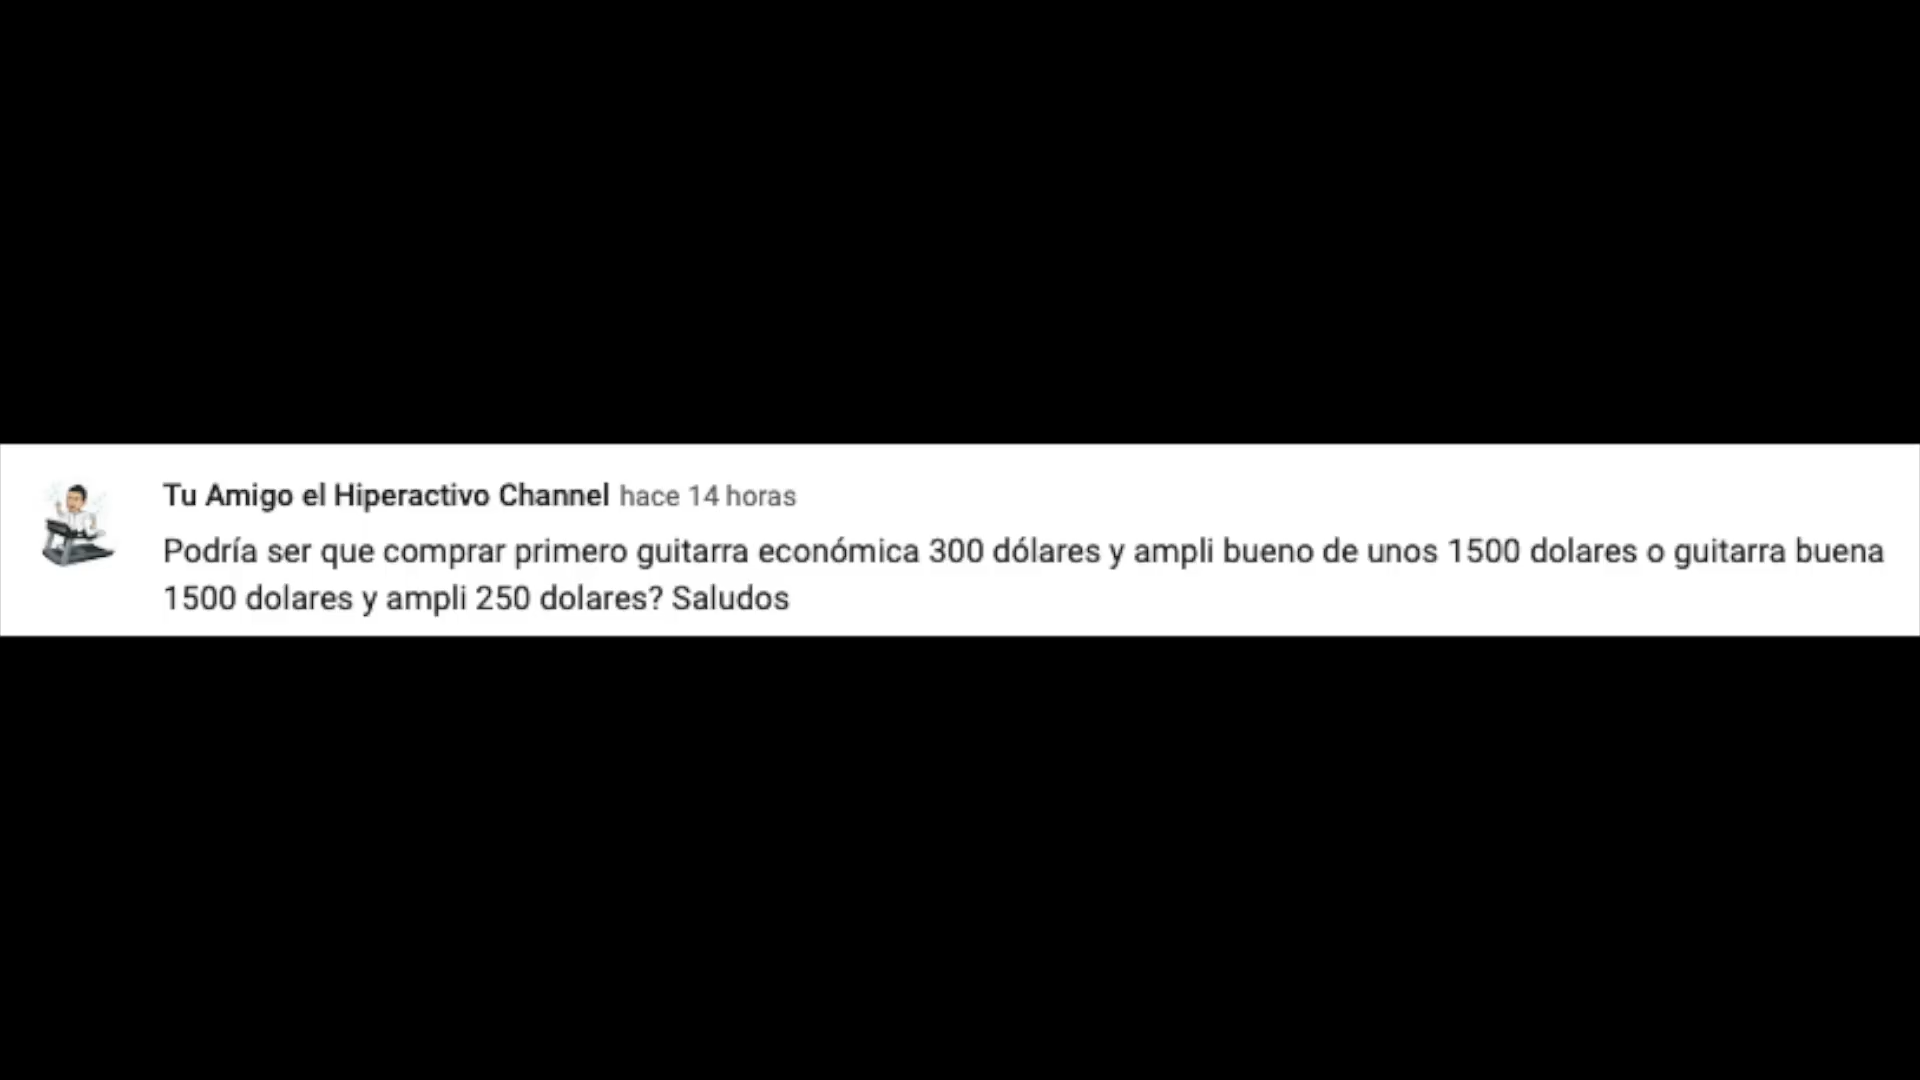 Tu Amigo el Hiperactivo Channel hace 14 horas
Podría ser que comprar primero guitarra económica 300 dólares y ampli bueno de unos 1500 dolares o guitarra buena
1500 dolares y ampli 250 dolares? Saludos